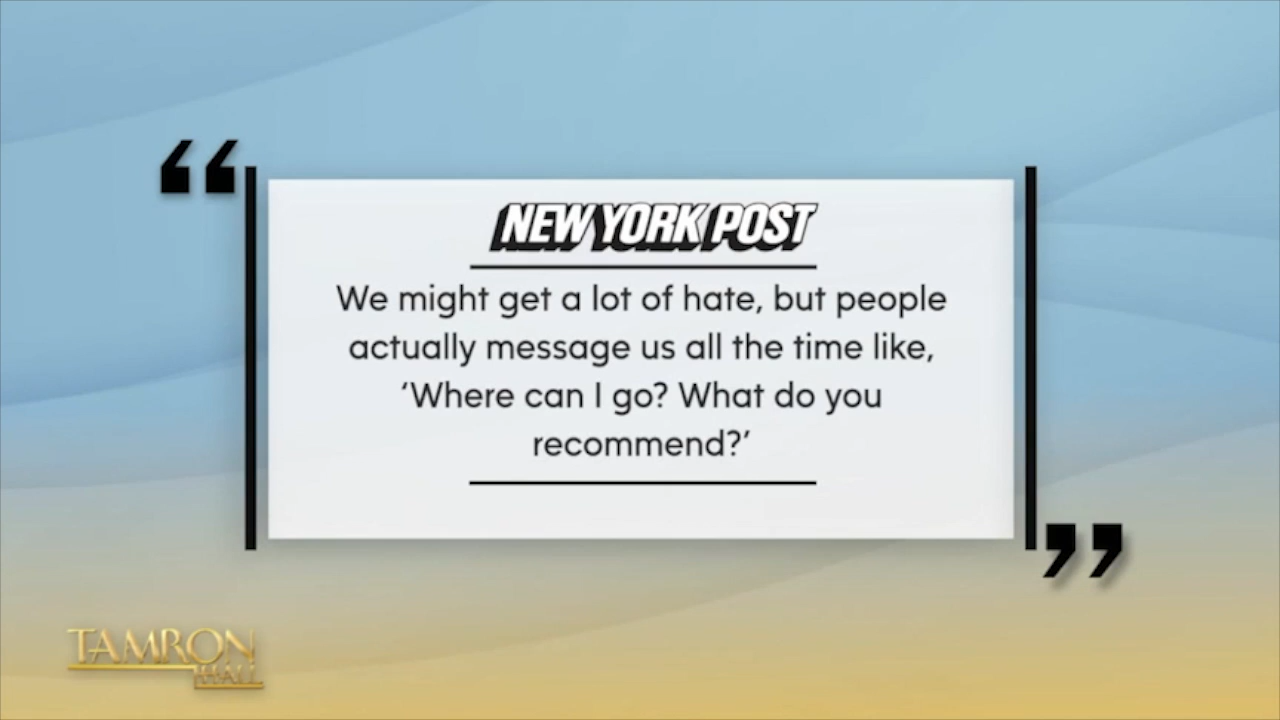 “
NEW YORK POST
We might get a lot of hate, but people
actually message us all the time like,
‘Where can I go? What do you
recommend?’
”
TAMRON
HALL